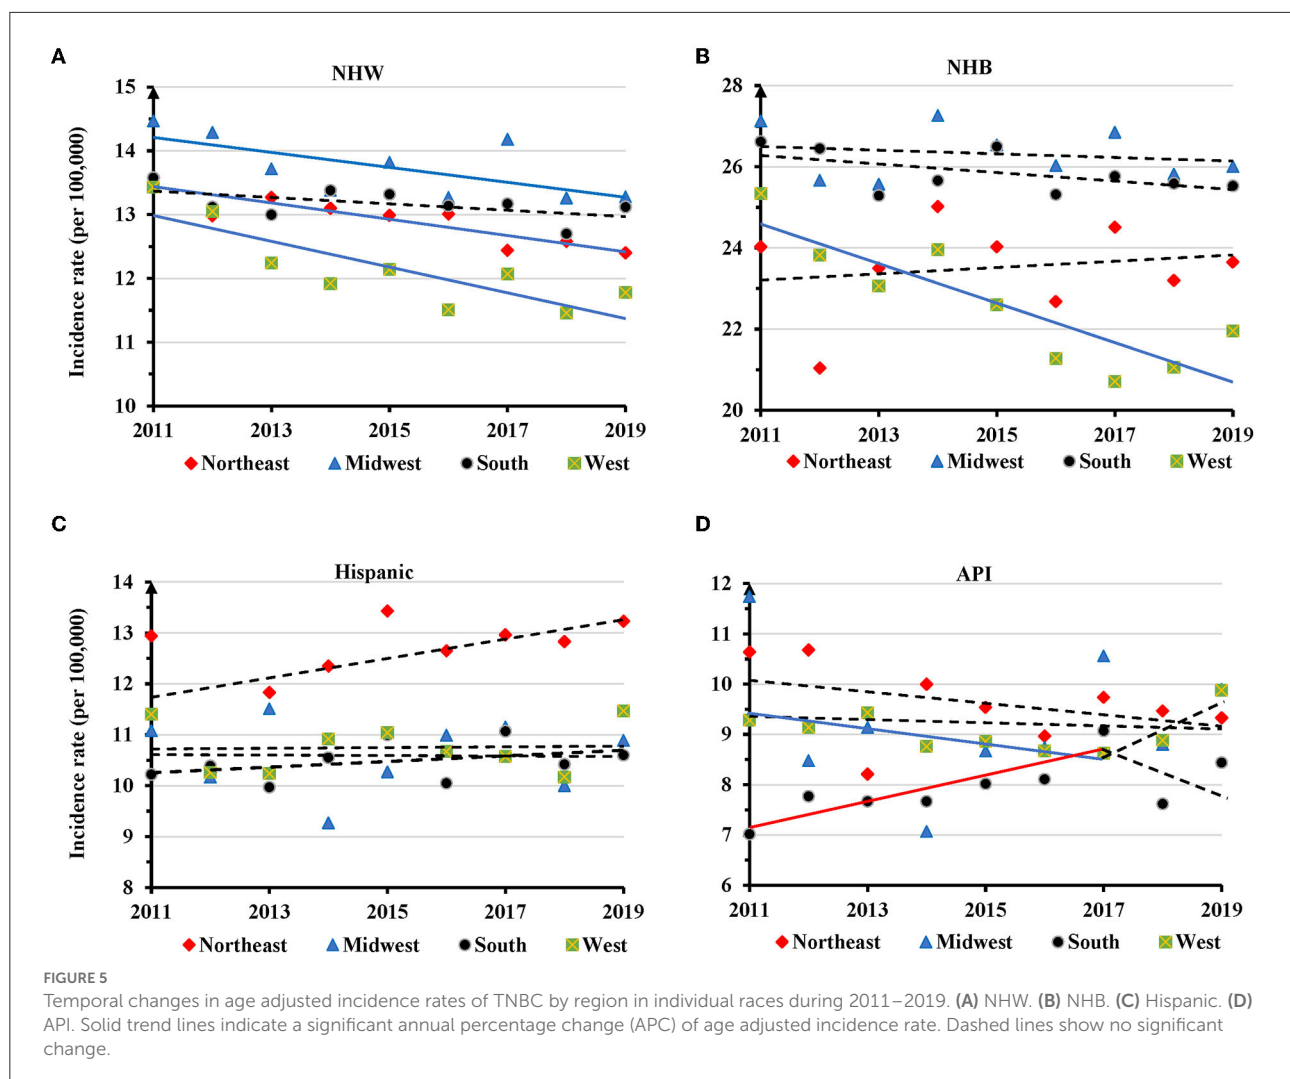 A
NHW
Incidence rate (per 100,000)
15
14
13
12
11
10
2011 2013 2015 2017 2019
Northeast Midwest South West
B
NHB
28
26
24
22
20
2011 2013 2015 2017 2019
Northeast Midwest South West
C
Hispanic
Incidence rate (per 100,000)
14
13
12
11
10
9
8
2011 2013 2015 2017 2019
Northeast Midwest South West
D
API
12
11
10
9
8
7
6
2011 2013 2015 2017 2019
Northeast Midwest South West
FIGURE 5
Temporal changes in age adjusted incidence rates of TNBC by region in individual races during 2011–2019. (A) NHW. (B) NHB. (C) Hispanic. (D)
API. Solid trend lines indicate a significant annual percentage change (APC) of age adjusted incidence rate. Dashed lines show no significant
change.